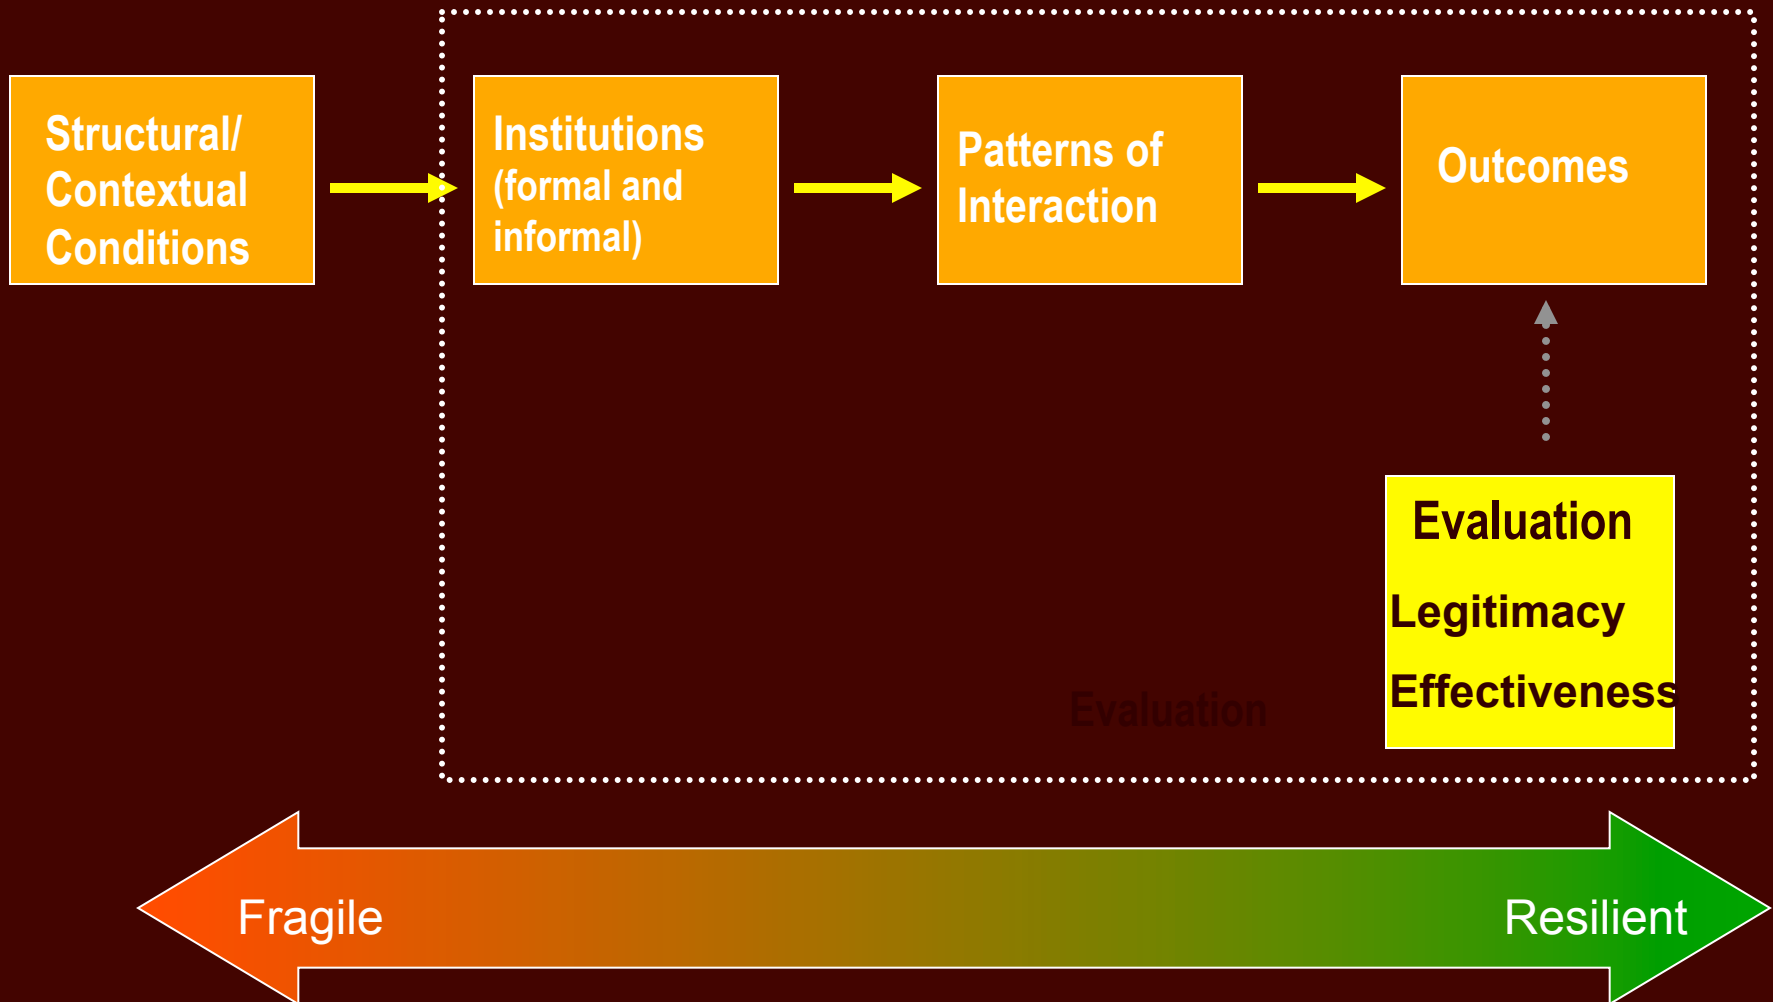 Structural/
Contextual
Conditions
Institutions
(formal and
informal)
Patterns of
Interaction
Outcomes
Evaluation
Legitimacy
Effectiveness
Evaluation
Fragile
Resilient